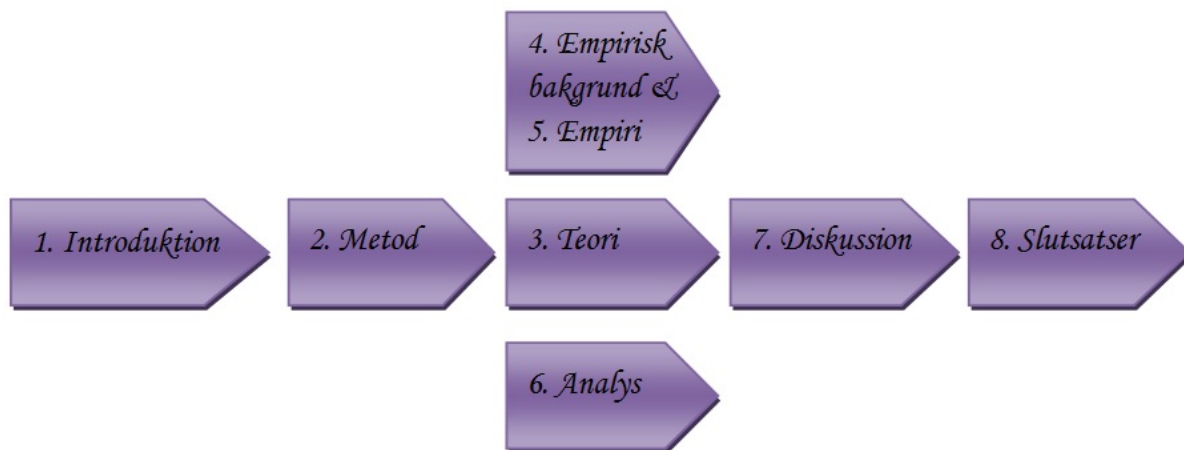 4. Empirisk
bakgrund &
5. Empiri
1. Introduktion
2. Metod
3. Teori
7. Diskussion
8. Slutsatser
6. Analys